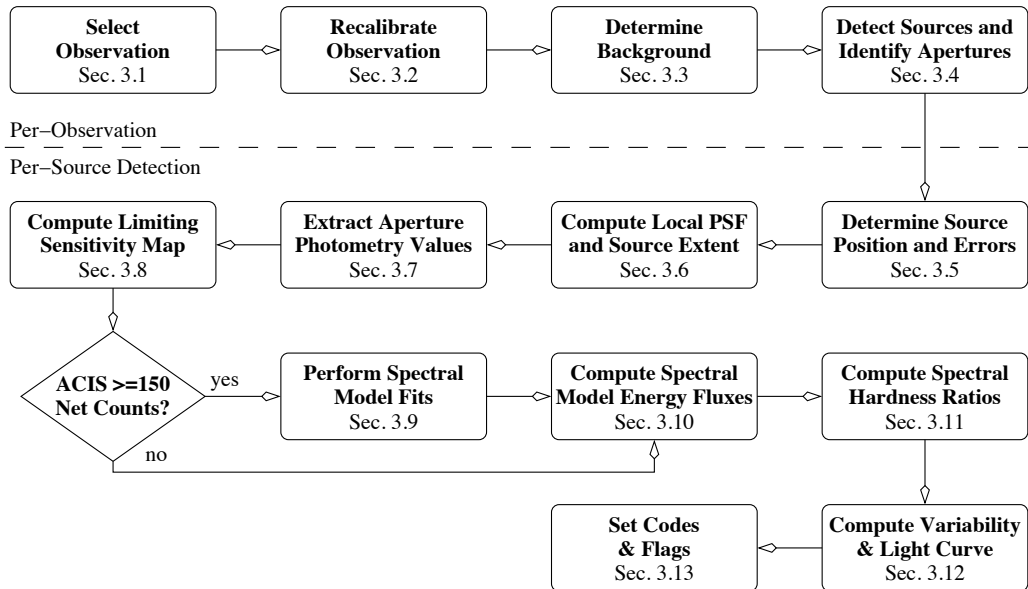 Select
Observation
Sec. 3.1
Recalibrate
Observation
Sec. 3.2
Determine
Background
Sec. 3.3
Detect Sources and
Identify Apertures
Sec. 3.4
Per–Observation
Per–Source Detection
Compute Limiting
Sensitivity Map
Sec. 3.8
Extract Aperture
Photometry Values
Sec. 3.7
Compute Local PSF
and Source Extent
Sec. 3.6
Determine Source
Position and Errors
Sec. 3.5
ACIS >=150
Net Counts?
yes
no
Perform Spectral
Model Fits
Sec. 3.9
Compute Spectral
Model Energy Fluxes
Sec. 3.10
Compute Spectral
Hardness Ratios
Sec. 3.11
Set Codes
& Flags
Sec. 3.13
Compute Variability
& Light Curve
Sec. 3.12